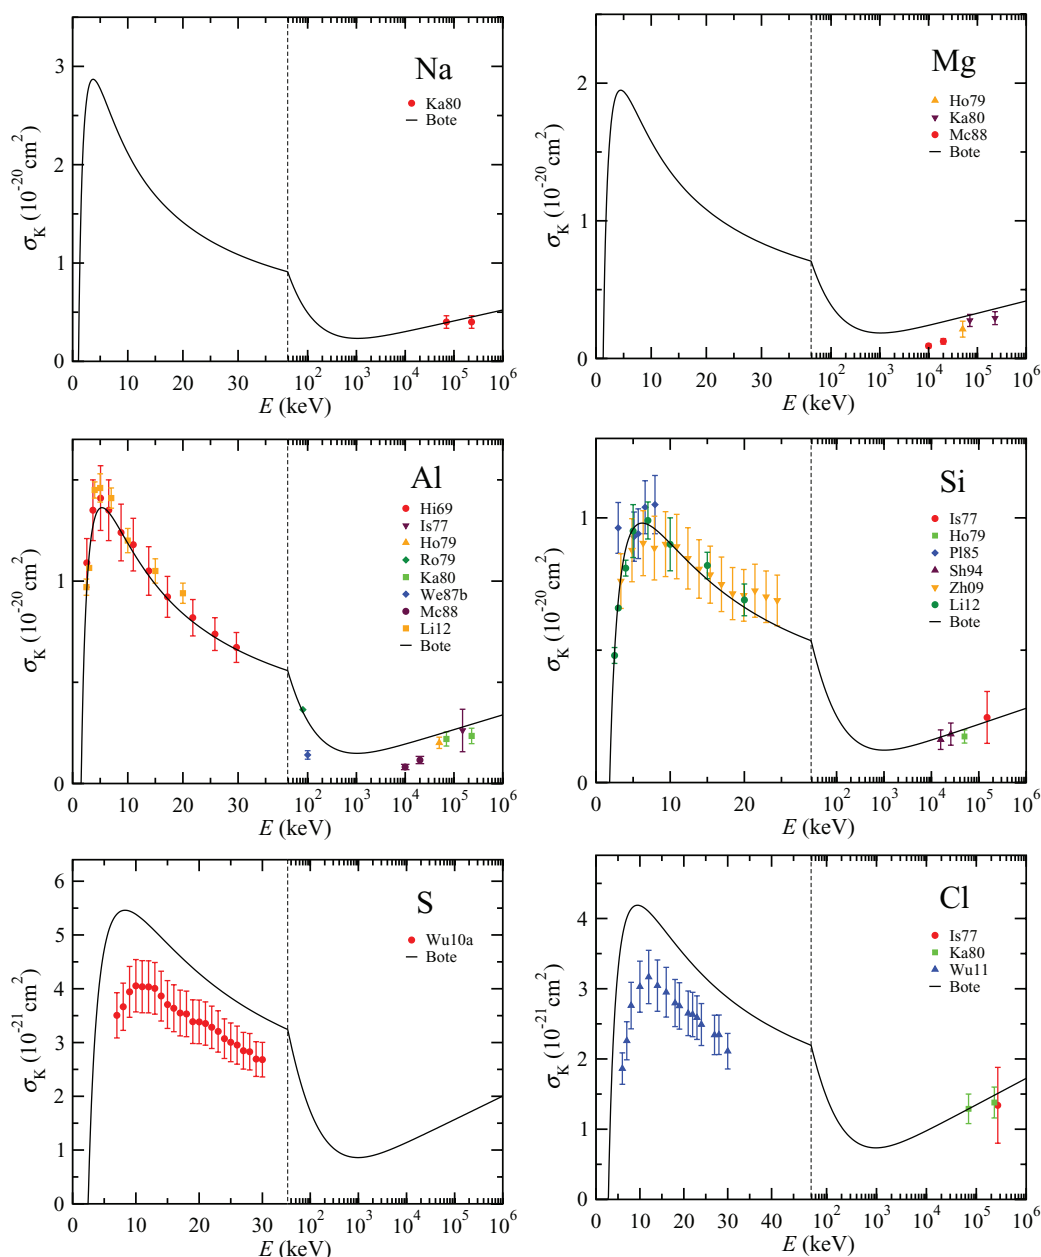 Na
Ka80
Bote
σK (10-20 cm2)
0 1 2 3
0 10 20 30 102 103 104 105 106
E (keV)
Mg
Ho79
Ka80
Mc88
Bote
σK (10-20 cm2)
0 1 2
0 10 20 30 102 103 104 105 106
E (keV)
Al
Hi69
Is77
Ho79
Ro79
Ka80
We87b
Mc88
Li12
Bote
σK (10-20 cm2)
0 1
0 10 20 30 102 103 104 105 106
E (keV)
Si
Is77
Ho79
Pl85
Sh94
Zh09
Li12
Bote
σK (10-20 cm2)
0 1
0 10 20 102 103 104 105 106
E (keV)
S
Wu10a
Bote
σK (10-21 cm2)
0 1 2 3 4 5 6
0 10 20 30 102 103 104 105 106
E (keV)
Cl
Is77
Ka80
Wu11
Bote
σK (10-21 cm2)
0 1 2 3 4
0 10 20 30 40 102 103 104 105 106
E (keV)